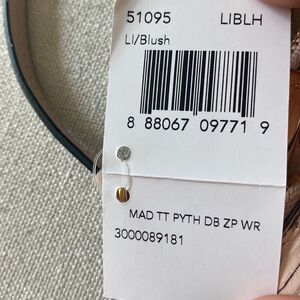 51095 LIBLH
LI/Blush
8 88067 09771 9
MAD TT PYTH DB ZP WR
3000089181